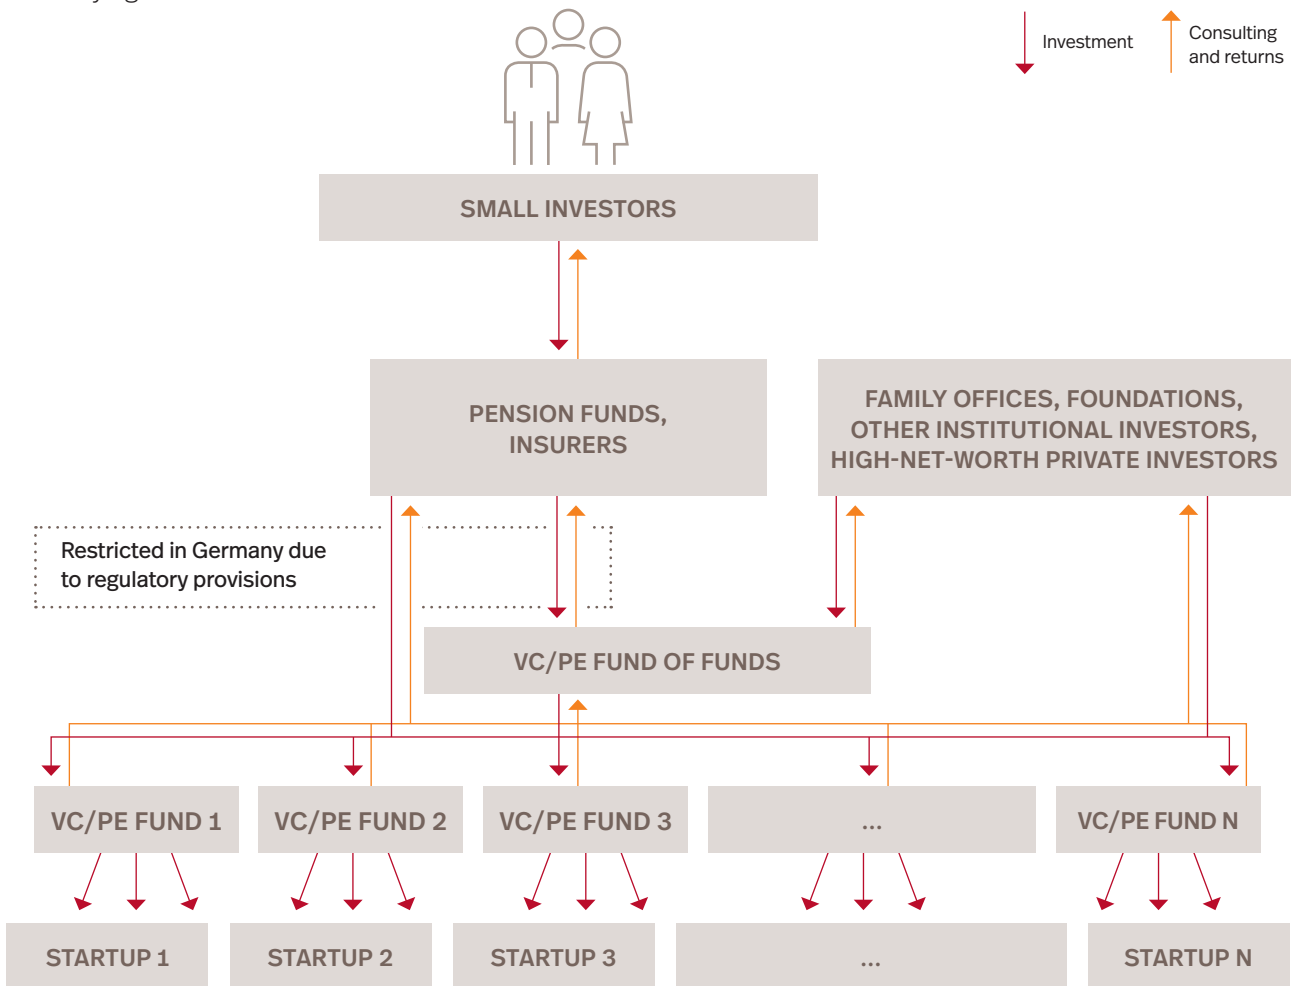 Investment
Consulting
and returns
SMALL INVESTORS
PENSION FUNDS,
INSURERS
FAMILY OFFICES, FOUNDATIONS,
OTHER INSTITUTIONAL INVESTORS,
HIGH-NET-WORTH PRIVATE INVESTORS
Restricted in Germany due
to regulatory provisions
VC/PE FUND OF FUNDS
VC/PE FUND 1
VC/PE FUND 2
VC/PE FUND 3
...
VC/PE FUND N
STARTUP 1
STARTUP 2
STARTUP 3
...
STARTUP N